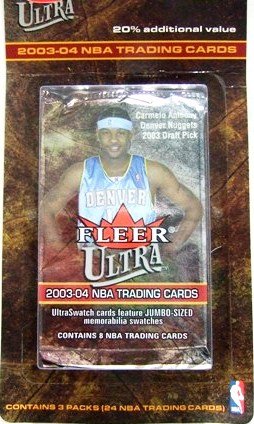 ULTRA
20% additional value
2003-04 NBA TRADING CARDS
Carmelo Anthony
Denver Nuggets
2003 Draft Pick
DENVER
FLEER
ULTRA
2003-04 NBA TRADING CARDS
UltraSwatch cards feature JUMBO-SIZED
memorabilia swatches
CONTAINS 8 NBA TRADING CARDS
CONTAINS 3 PACKS (24 NBA TRADING CARDS)